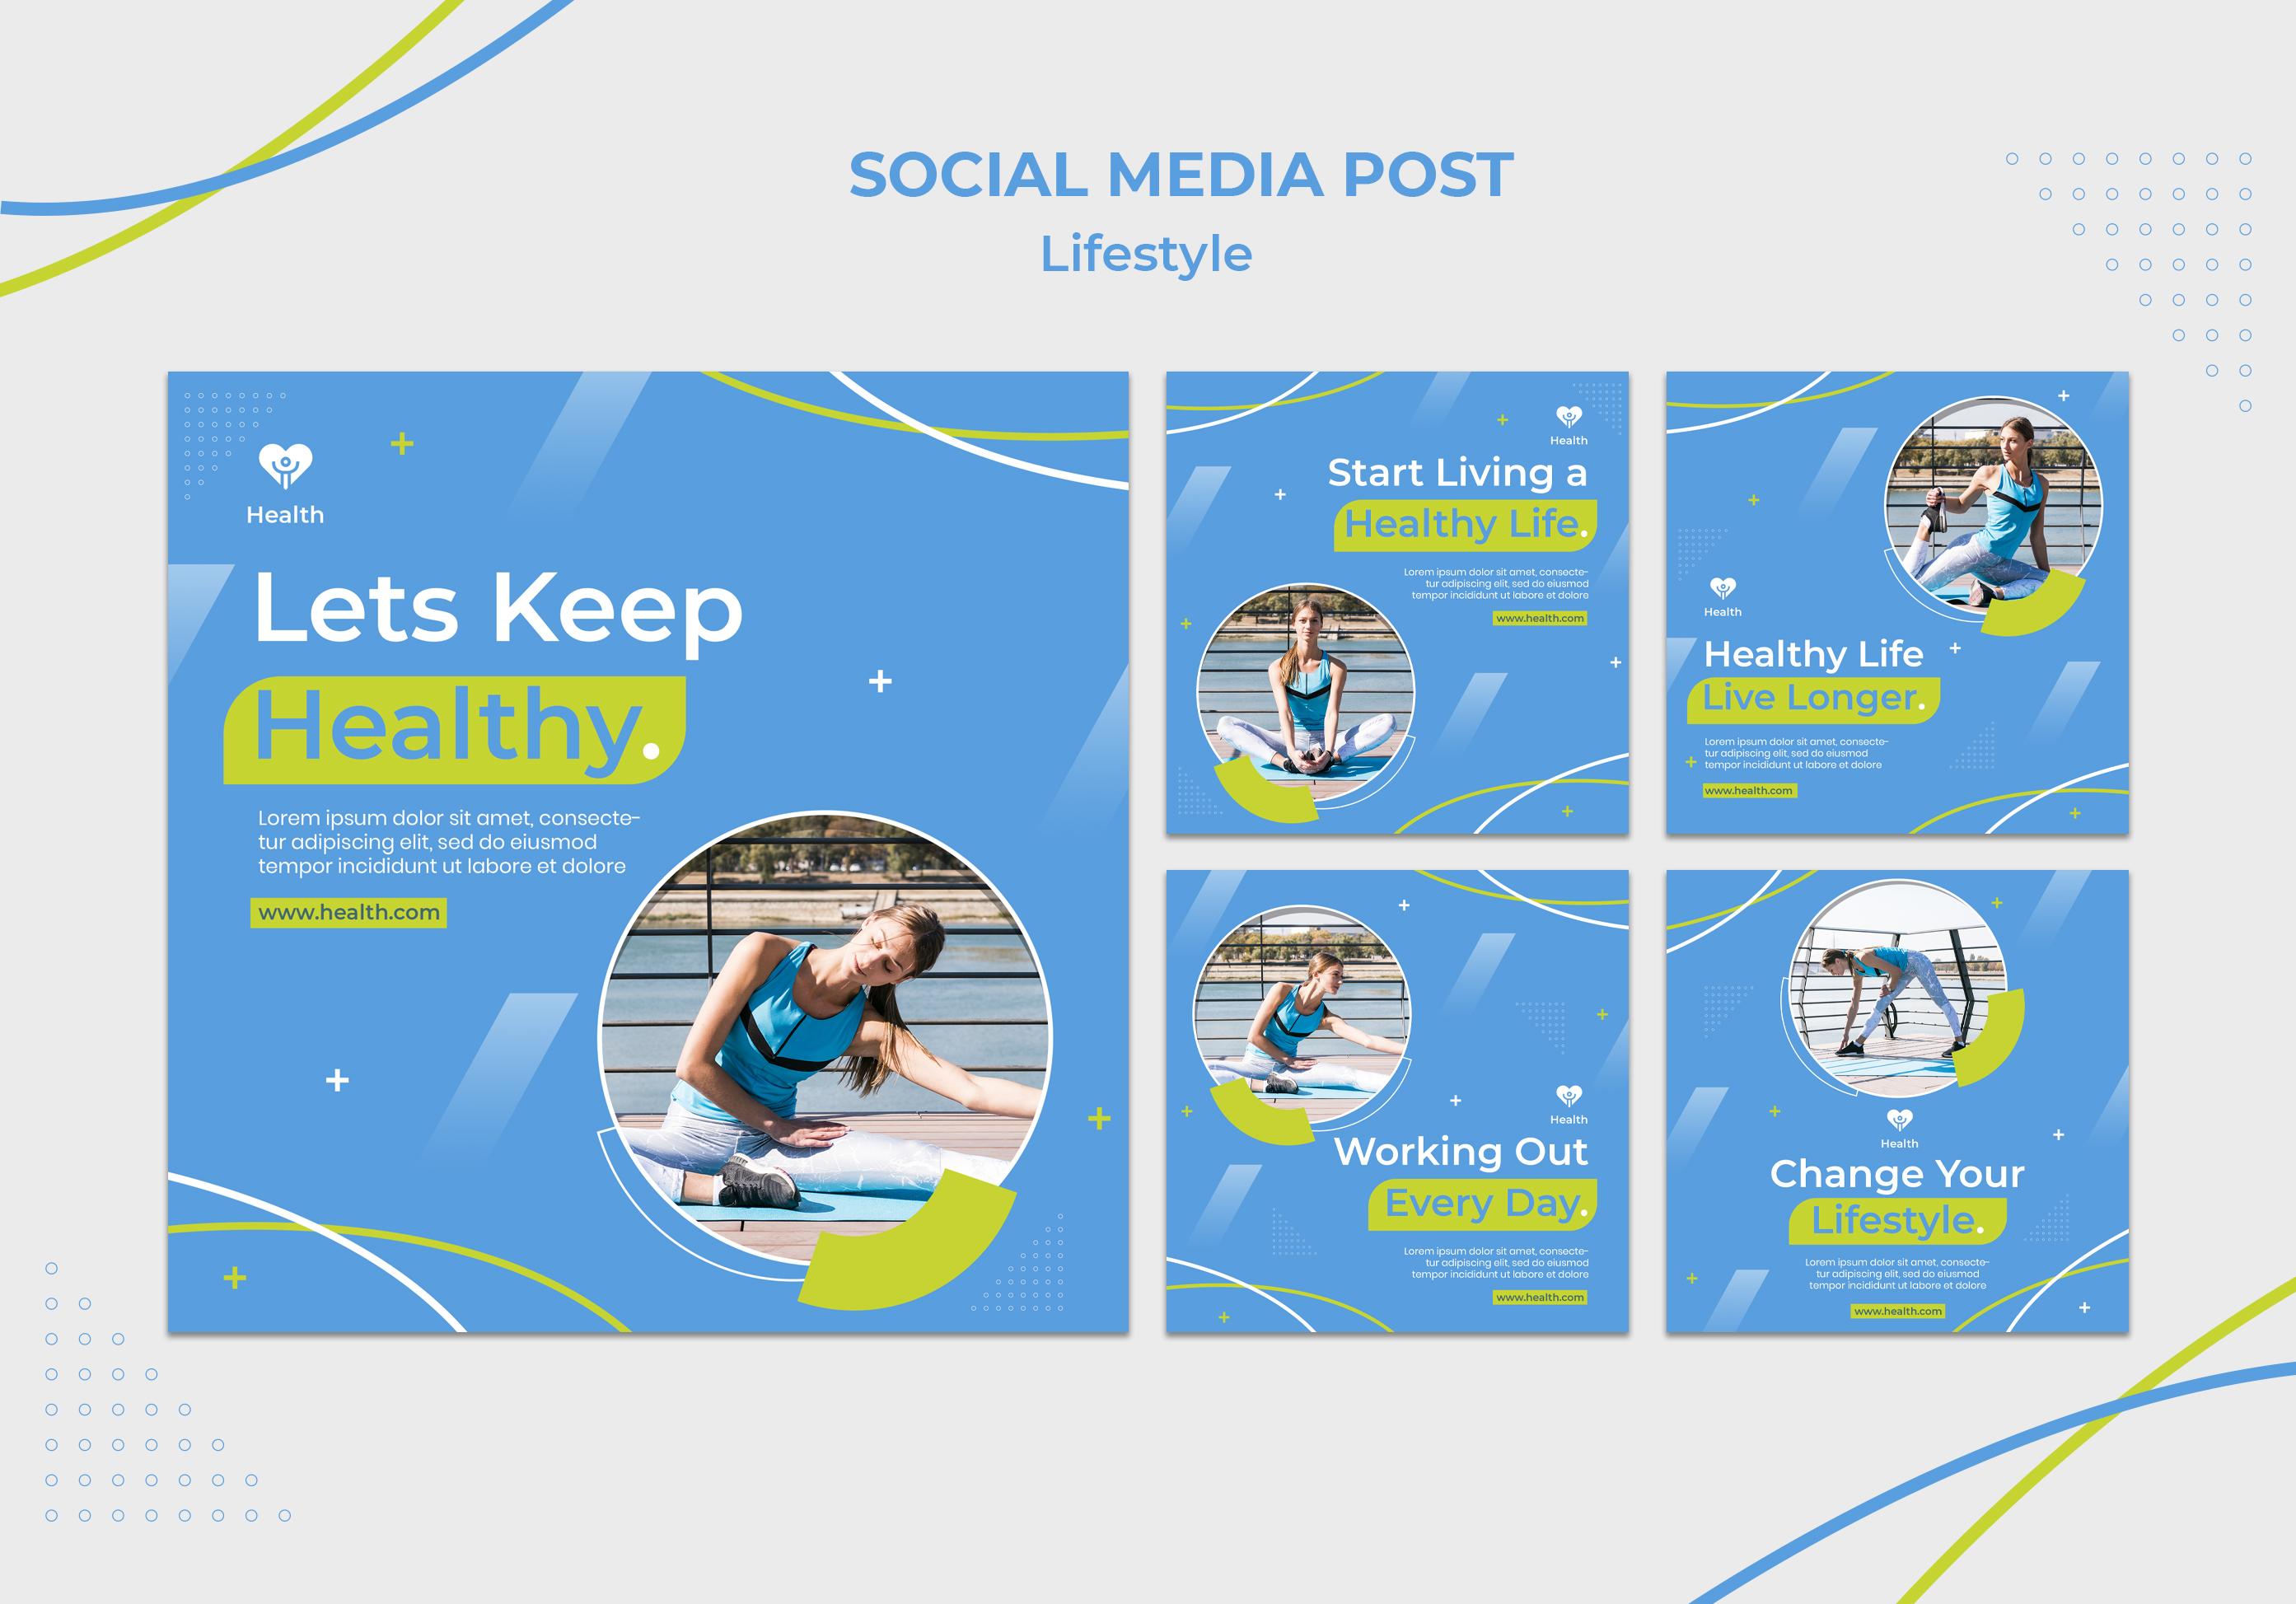 SOCIAL MEDIA POST
Lifestyle
Health
Lets Keep
Healthy.
Lorem ipsum dolor sit amet, consecte-
tur adipiscing elit, sed do eiusmod
tempor incididunt ut labore et dolore
www.health.com
Health
Start Living a
Healthy Life.
Lorem ipsum dolor sit amet, consecte-
tur adipiscing elit, sed do eiusmod
tempor incididunt ut labore et dolore
www.health.com
Health
Healthy Life
Live Longer.
Lorem ipsum dolor sit amet, consecte-
tur adipiscing elit, sed do eiusmod
tempor incididunt ut labore et dolore
www.health.com
Health
Working Out
Every Day.
Lorem ipsum dolor sit amet, consecte-
tur adipiscing elit, sed do eiusmod
tempor incididunt ut labore et dolore
www.health.com
Health
Change Your
Lifestyle.
Lorem ipsum dolor sit amet, consecte-
tur adipiscing elit, sed do eiusmod
tempor incididunt ut labore et dolore
www.health.com